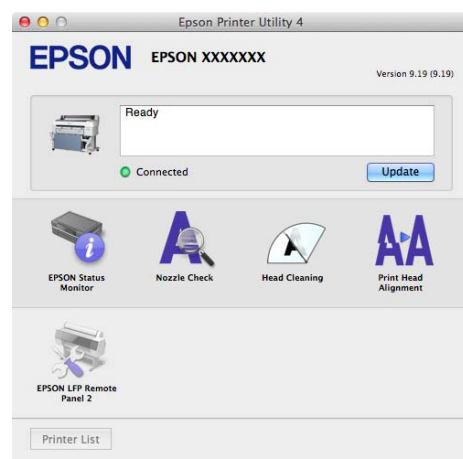 Epson Printer Utility 4
EPSON
EPSON XXXXXXX
Version 9.19 (9.19)
Ready
Connected
Update
EPSON Status
Monitor
Nozzle Check
Head Cleaning
Print Head
Alignment
EPSON LFP Remote
Panel 2
Printer List